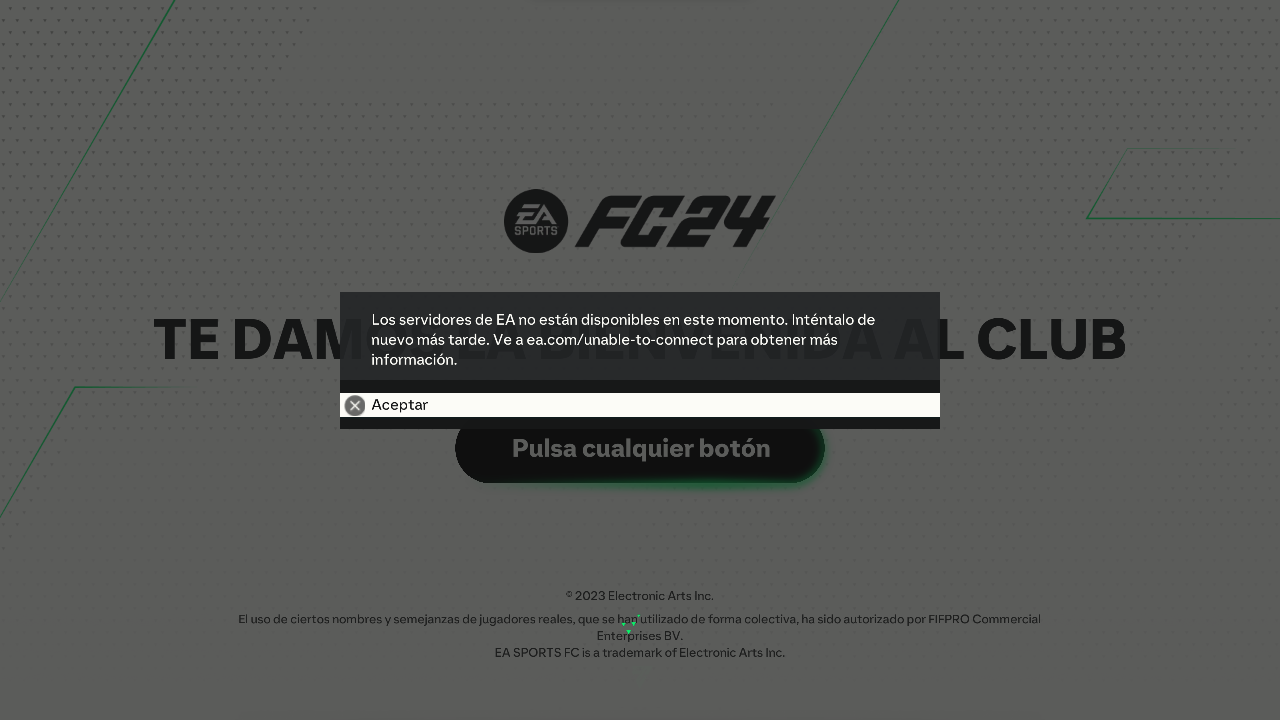 EA SPORTS FC24
Los servidores de EA no están disponibles en este momento. Inténtalo de
nuevo más tarde. Ve a ea.com/unable-to-connect para obtener más
información.
TE DAMOS LA BIENVENIDA AL CLUB
Aceptar
Pulsa cualquier botón
© 2023 Electronic Arts Inc.
El uso de ciertos nombres y semejanzas de jugadores reales, que se han utilizado de forma colectiva, ha sido autorizado por FIFPRO Commercial
Enterprises BV.
EA SPORTS FC is a trademark of Electronic Arts Inc.